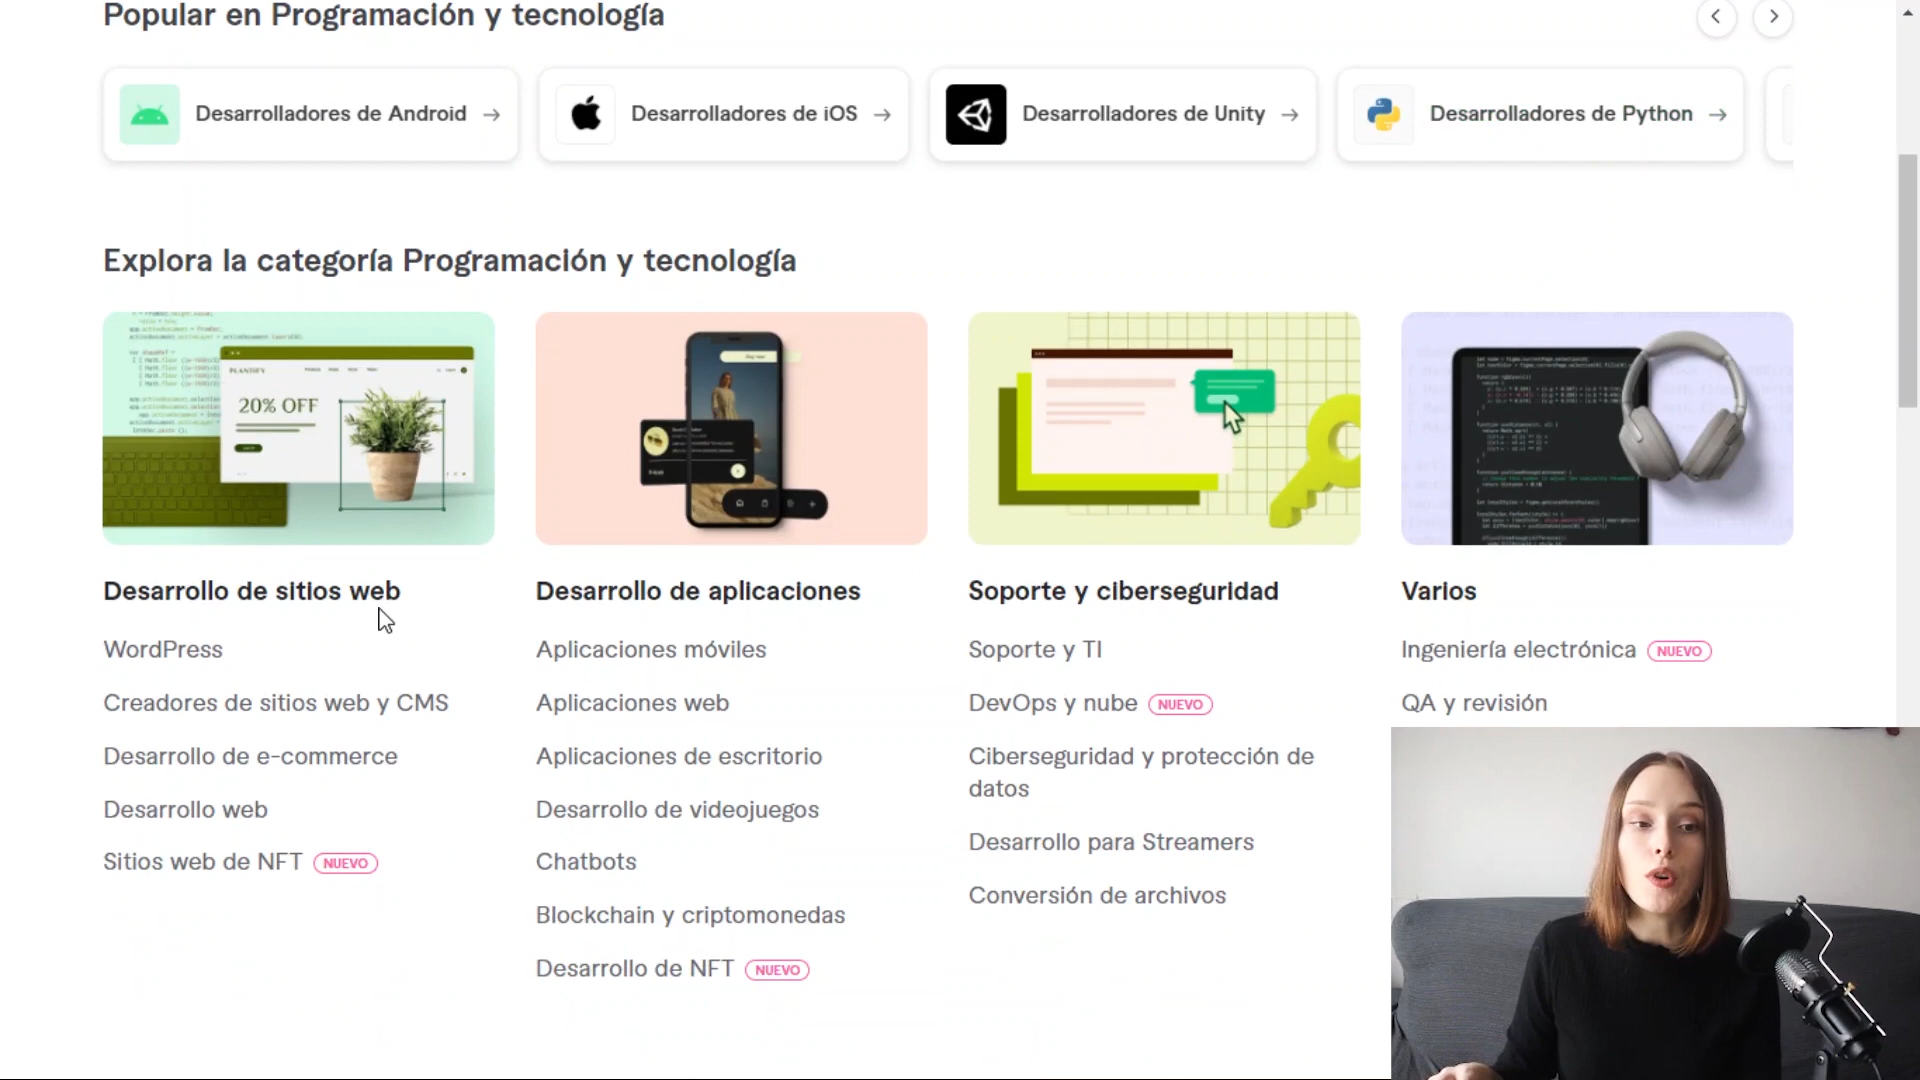 Popular en Programación y tecnología
Desarrolladores de Android →
Desarrolladores de iOS →
Desarrolladores de Unity →
Desarrolladores de Python →
Explora la categoría Programación y tecnología
PLANTIFY
20% OFF
Desarrollo de sitios web
WordPress
Creadores de sitios web y CMS
Desarrollo de e-commerce
Desarrollo web
Sitios web de NFT NUEVO
Desarrollo de aplicaciones
Aplicaciones móviles
Aplicaciones web
Aplicaciones de escritorio
Desarrollo de videojuegos
Chatbots
Blockchain y criptomonedas
Desarrollo de NFT NUEVO
Soporte y ciberseguridad
Soporte y TI
DevOps y nube NUEVO
Ciberseguridad y protección de
datos
Desarrollo para Streamers
Conversión de archivos
Varios
Ingeniería electrónica NUEVO
QA y revisión